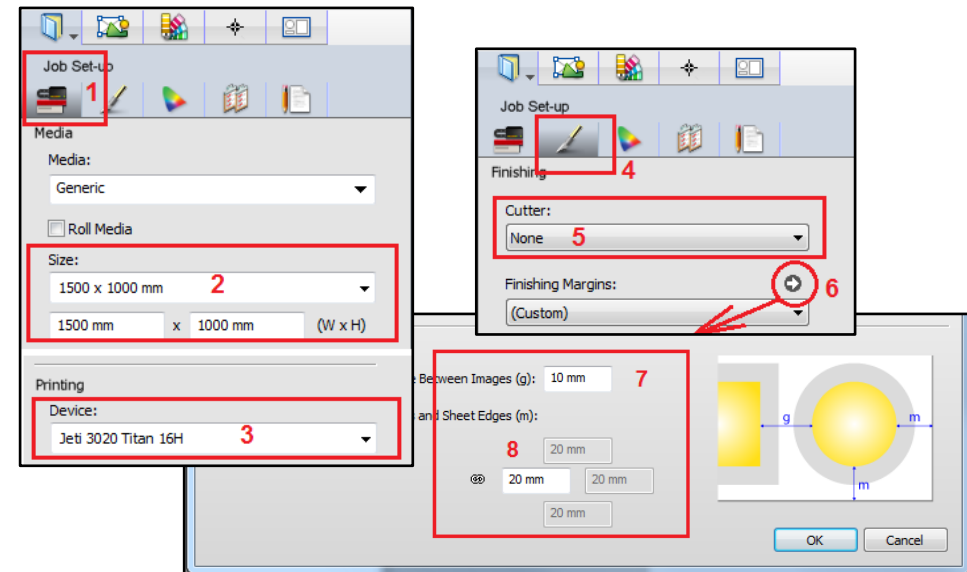 Job Set-up
1
Media
Media:
Generic
Roll Media
Size:
1500 x 1000 mm 2
1500 mm x 1000 mm (W x H)
Printing
Device:
Jeti 3020 Titan 16H 3
Job Set-up
4
Finishing
Cutter:
None 5
Finishing Margins: 6
(Custom)
Between Images (g): 10 mm 7
and Sheet Edges (m):
8 20 mm
20 mm 20 mm
20 mm
g m
m
OK Cancel